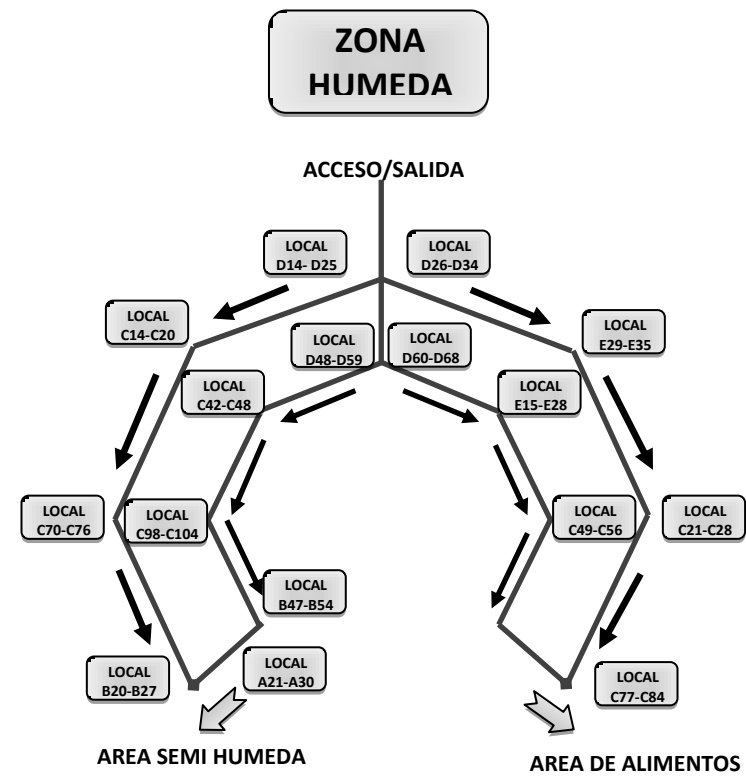 ZONA
HUMEDA
ACCESO/SALIDA
LOCAL
D14- D25
LOCAL
D26-D34
LOCAL
C14-C20
LOCAL
E29-E35
LOCAL
D48-D59
LOCAL
D60-D68
LOCAL
C42-C48
LOCAL
E15-E28
LOCAL
C70-C76
LOCAL
C98-C104
LOCAL
C49-C56
LOCAL
C21-C28
LOCAL
B47-B54
LOCAL
B20-B27
LOCAL
A21-A30
LOCAL
C77-C84
AREA SEMI HUMEDA
AREA DE ALIMENTOS